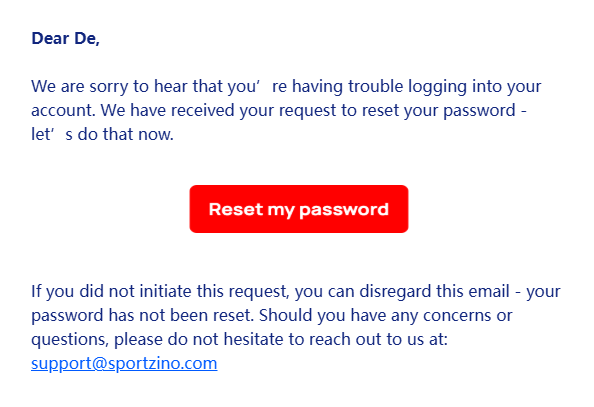 Dear De,
We are sorry to hear that you’re having trouble logging into your
account. We have received your request to reset your password -
let’s do that now.
Reset my password
If you did not initiate this request, you can disregard this email - your
password has not been reset. Should you have any concerns or
questions, please do not hesitate to reach out to us at:
support@sportzino.com